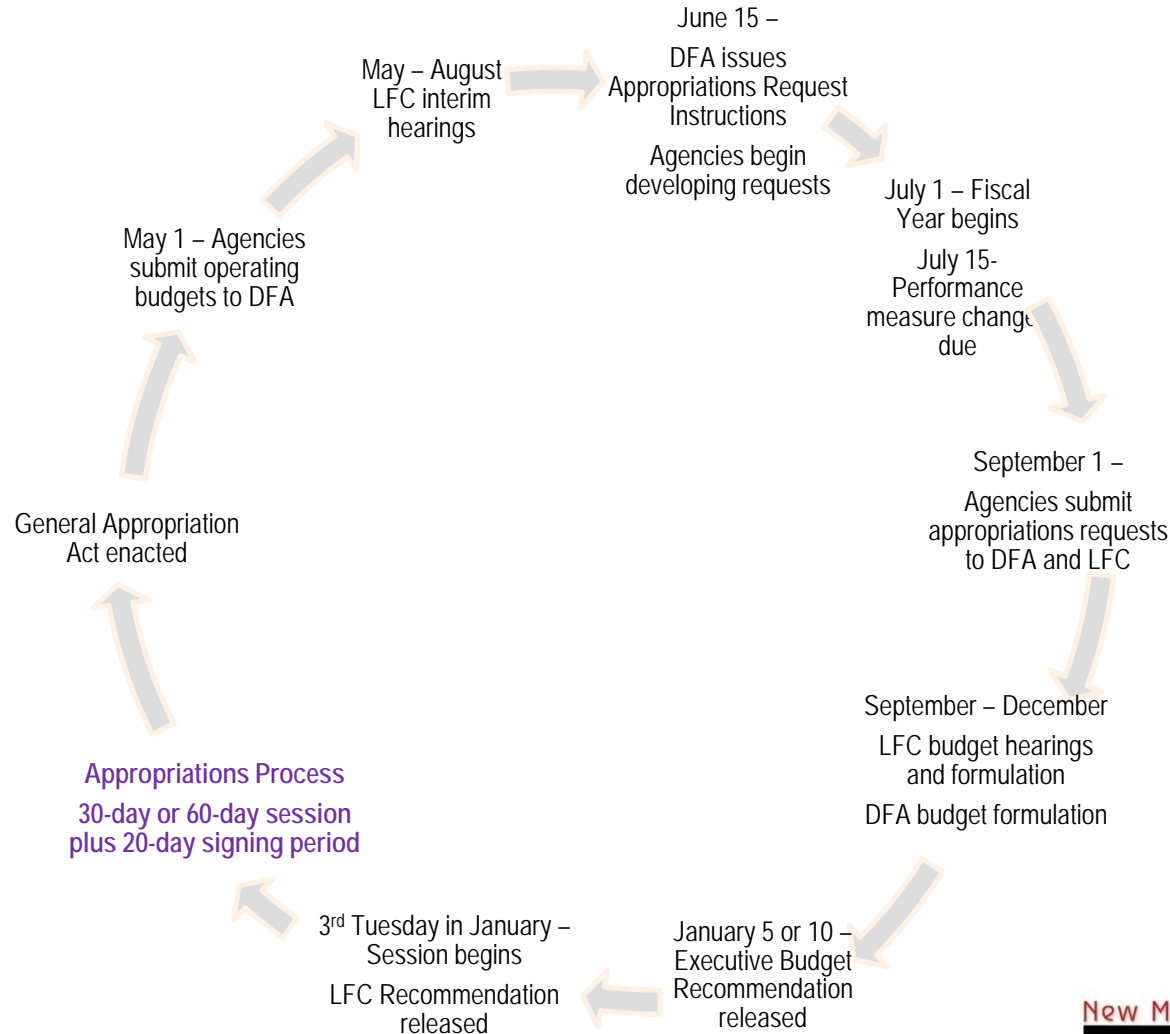 June 15 –
DFA issues
Appropriations Request
Instructions
Agencies begin
developing requests
July 1 – Fiscal
Year begins
July 15-
Performance
measure change
due
September 1 –
Agencies submit
appropriations requests
to DFA and LFC
September – December
LFC budget hearings
and formulation
DFA budget formulation
January 5 or 10 –
Executive Budget
Recommendation
released
3rd Tuesday in January –
Session begins
LFC Recommendation
released
Appropriations Process
30-day or 60-day session
plus 20-day signing period
General Appropriation
Act enacted
May 1 – Agencies
submit operating
budgets to DFA
May – August
LFC interim
hearings
New M